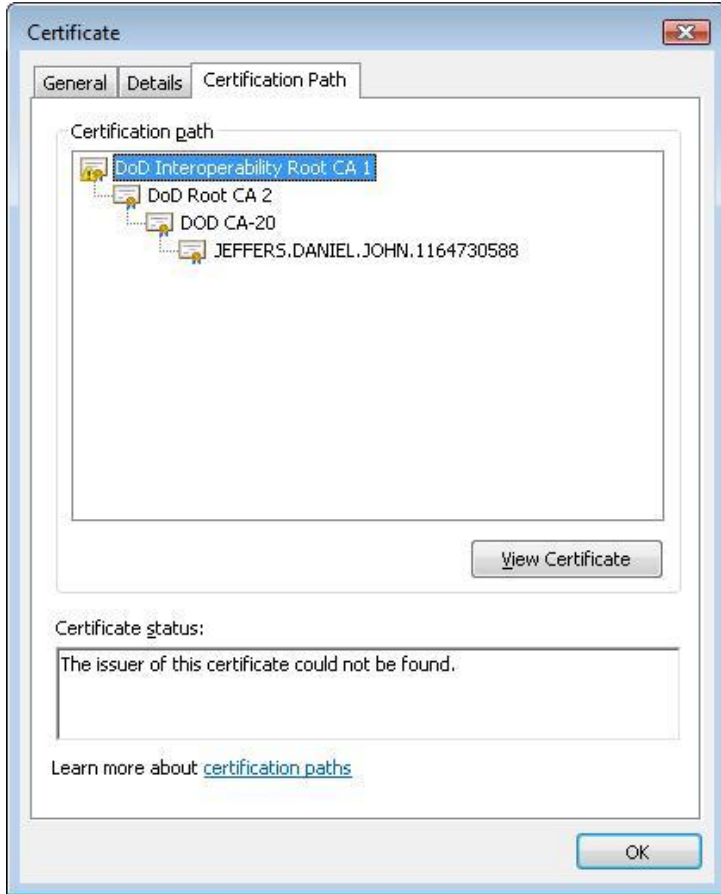 Certificate
General Details Certification Path
Certification path
DoD Interoperability Root CA 1
DoD Root CA 2
DOD CA-20
JEFFERS.DANIEL.JOHN.1164730588
View Certificate
Certificate status:
The issuer of this certificate could not be found.
Learn more about certification paths
OK